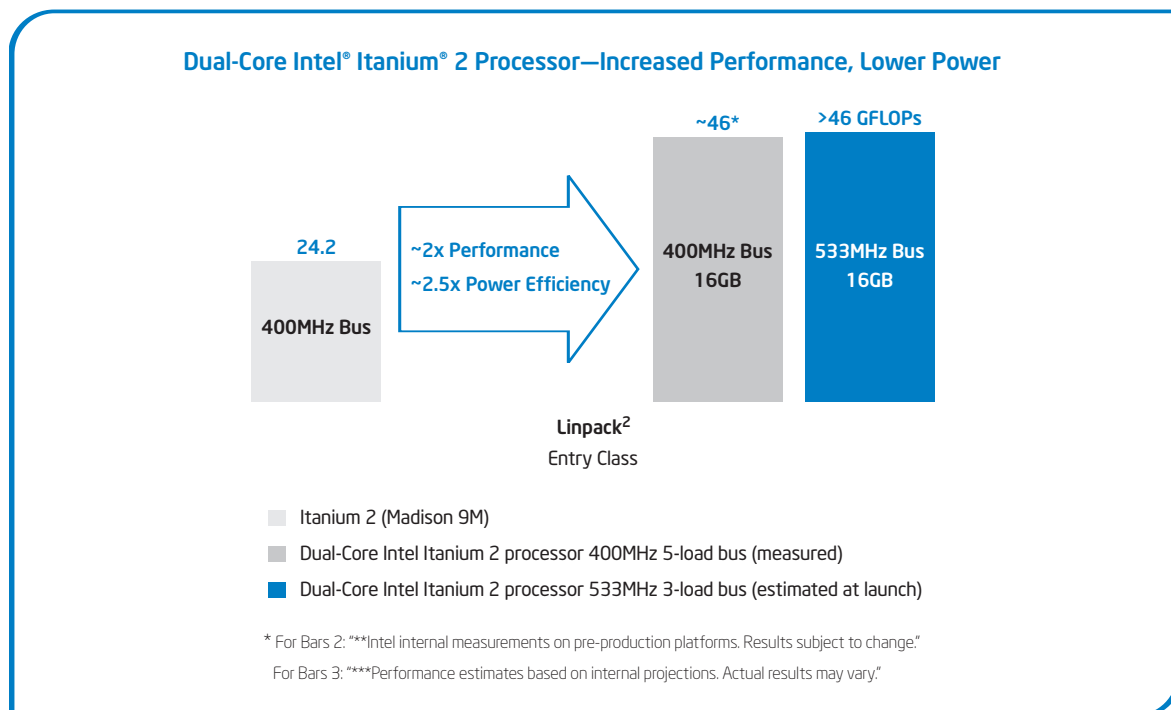 Dual-Core Intel® Itanium® 2 Processor—Increased Performance, Lower Power
~46*
>46 GFLOPs
24.2
~2x Performance
~2.5x Power Efficiency
400MHz Bus
16GB
533MHz Bus
16GB
400MHz Bus
Linpack²
Entry Class
Itanium 2 (Madison 9M)
Dual-Core Intel Itanium 2 processor 400MHz 5-load bus (measured)
Dual-Core Intel Itanium 2 processor 533MHz 3-load bus (estimated at launch)
* For Bars 2: "**Intel internal measurements on pre-production platforms. Results subject to change."
For Bars 3: "***Performance estimates based on internal projections. Actual results may vary."